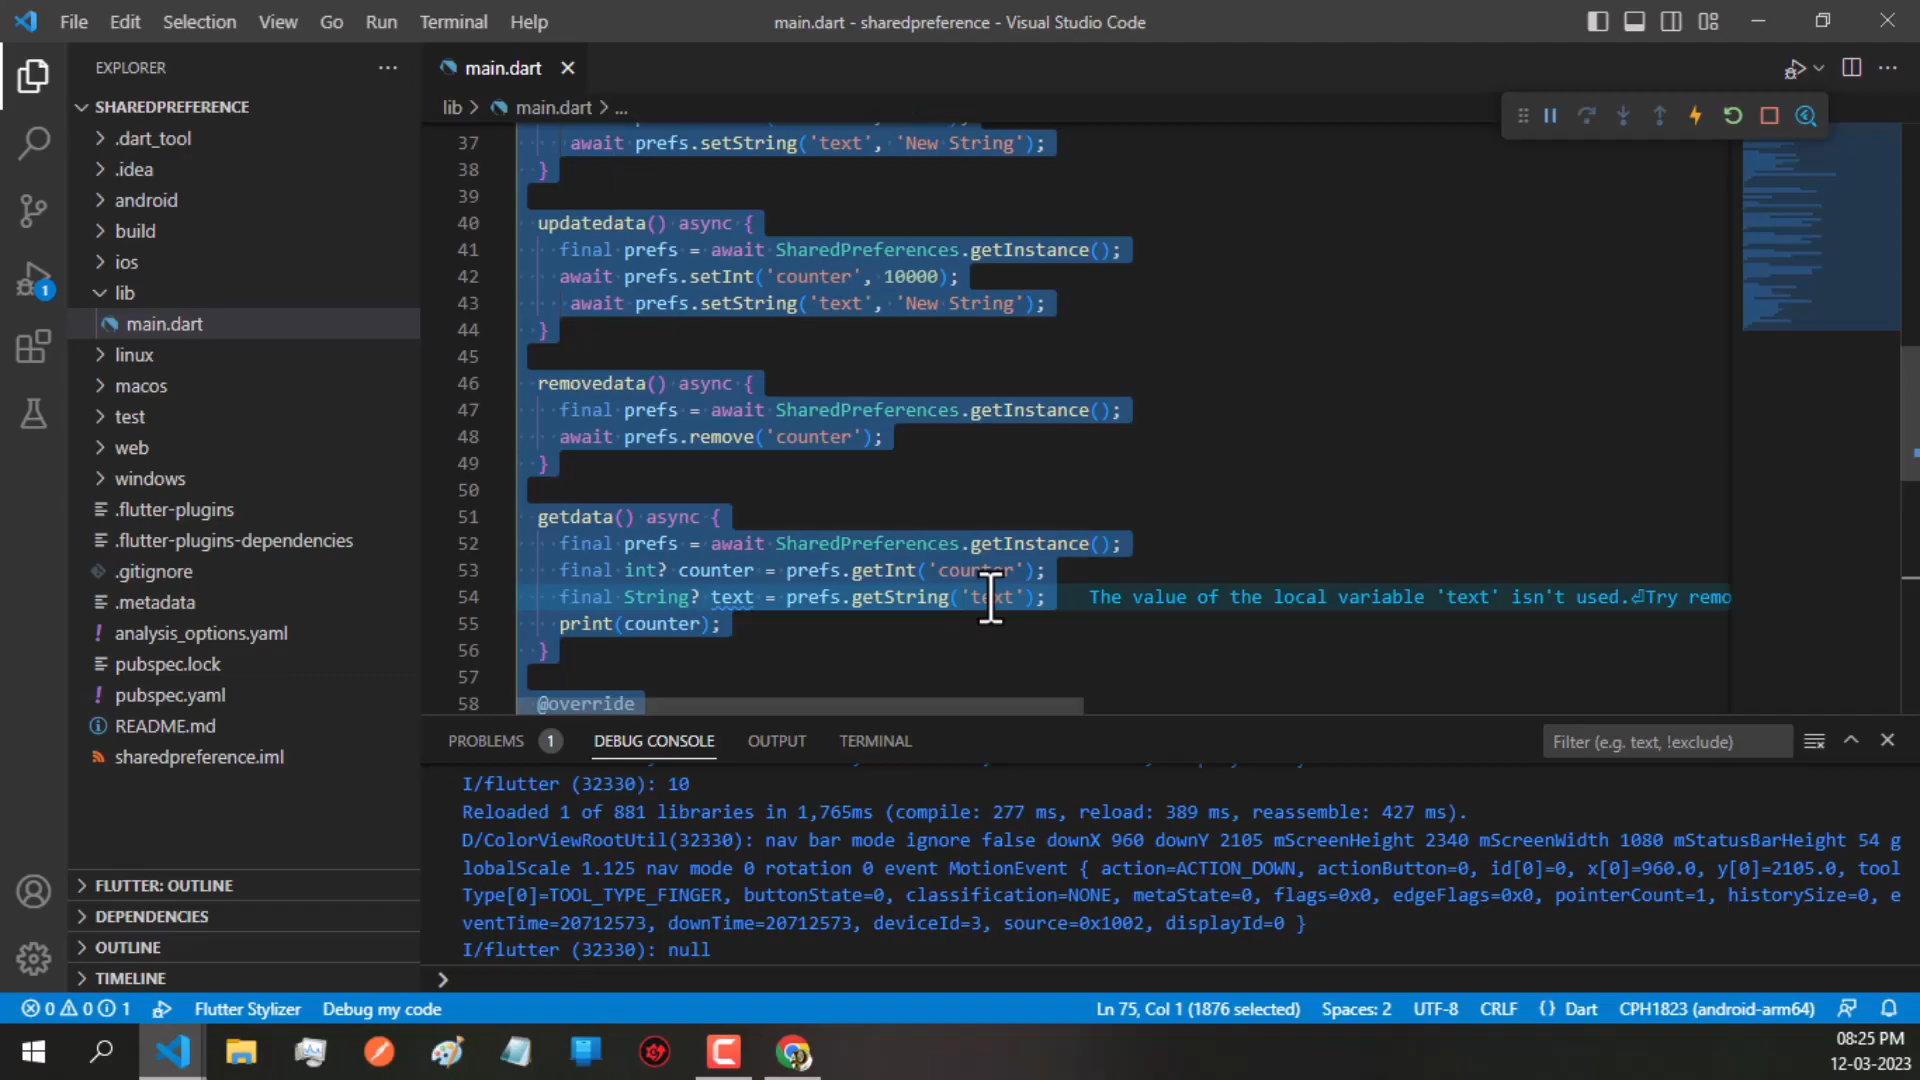 File Edit Selection View Go Run Terminal Help main.dart - sharedpreference - Visual Studio Code
EXPLORER
main.dart
SHAREDPREFERENCE
lib > main.dart > ...
.dart_tool
.idea
android
build
ios
lib
main.dart
linux
macos
test
web
windows
.flutter-plugins
.flutter-plugins-dependencies
.gitignore
.metadata
analysis_options.yaml
pubspec.lock
pubspec.yaml
README.md
sharedpreference.iml
FLUTTER: OUTLINE
DEPENDENCIES
OUTLINE
TIMELINE
37 await prefs.setString('text', 'New String');
38 }
39
40 updatedata() async {
41 final prefs = await SharedPreferences.getInstance();
42 await prefs.setInt('counter', 10000);
43 await prefs.setString('text', 'New String');
44 }
45
46 removedata() async {
47 final prefs = await SharedPreferences.getInstance();
48 await prefs.remove('counter');
49 }
50
51 getdata() async {
52 final prefs = await SharedPreferences.getInstance();
53 final int? counter = prefs.getInt('counter');
54 final String? text = prefs.getString('text'); The value of the local variable 'text' isn't used.⏎Try remo
55 print(counter);
56 }
57
58 @override
PROBLEMS 1 DEBUG CONSOLE OUTPUT TERMINAL Filter (e.g. text, !exclude)
I/flutter (32330): 10
Reloaded 1 of 881 libraries in 1,765ms (compile: 277 ms, reload: 389 ms, reassemble: 427 ms).
D/ColorViewRootUtil(32330): nav bar mode ignore false downX 960 downY 2105 mScreenHeight 2340 mScreenWidth 1080 mStatusBarHeight 54 g
lobalScale 1.125 nav mode 0 rotation 0 event MotionEvent { action=ACTION_DOWN, actionButton=0, id[0]=0, x[0]=960.0, y[0]=2105.0, tool
Type[0]=TOOL_TYPE_FINGER, buttonState=0, classification=NONE, metaState=0, flags=0x0, edgeFlags=0x0, pointerCount=1, historySize=0, e
ventTime=20712573, downTime=20712573, deviceId=3, source=0x1002, displayId=0 }
I/flutter (32330): null
0 0 1 Flutter Stylizer Debug my code Ln 75, Col 1 (1876 selected) Spaces: 2 UTF-8 CRLF {} Dart CPH1823 (android-arm64)
08:25 PM
12-03-2023